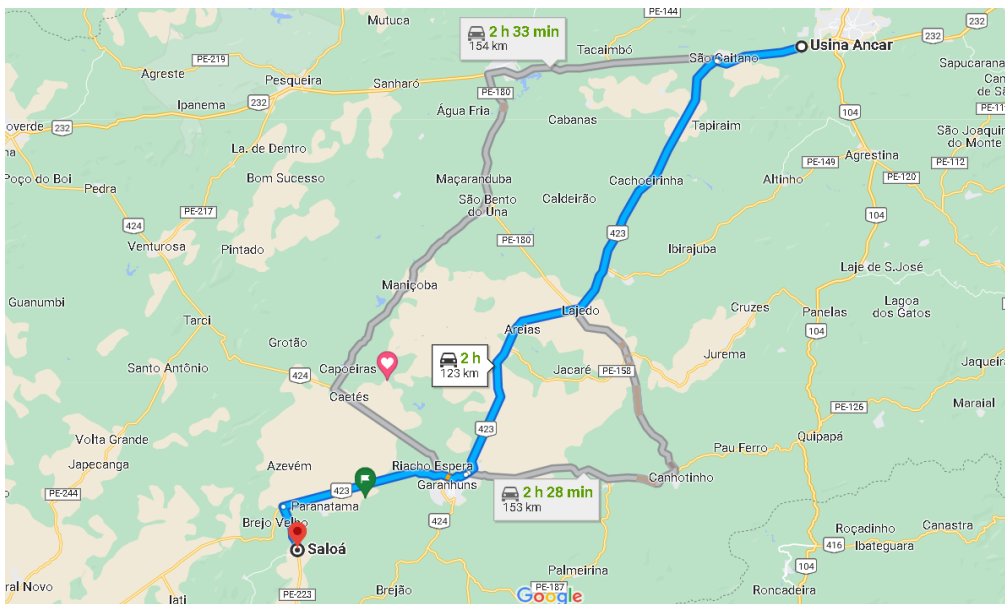 PE-144
Mutuca
2 h 33 min
154 km
Tacaimbó
Usina Ancar
232
232
PE-219
Agreste
Pesqueira
Sanharó
São Caitano
Sapucarana
Ipanema
232
PE-180
Água Fria
Cabanas
Tapiraim
104
São Joaquim
do Monte
232
La. de Dentro
Agrestina
PE-149
PE-112
Poço do Boi
Pedra
Bom Sucesso
Maçaranduba
Cachoeirinha
Altinho
PE-120
São Bento
do Una
Caldeirão
PE-217
104
424
Venturosa
Pintado
PE-180
423
Ibirajuba
Laje de S.José
Guanumbi
Maniçoba
Lagoa
dos Gatos
Tarci
Lajedo
Cruzes
Panelas
Areias
104
Grotão
Santo Antônio
Capoeiras
2 h
123 km
Jurema
Jaqueira
424
Caetés
Jacaré
PE-158
Maraial
PE-126
Volta Grande
423
Quipapá
Japecanga
Azevém
Riacho Espera
Pau Ferro
PE-244
423
Garanhuns
Canhotinho
2 h 28 min
153 km
Paranatama
Brejo Velho
424
Roçadinho
Canastra
Saloá
416
Ibateguara
Palmeirina
104
Iati
PE-223
Brejão
PE-187
Roncadeira
Google